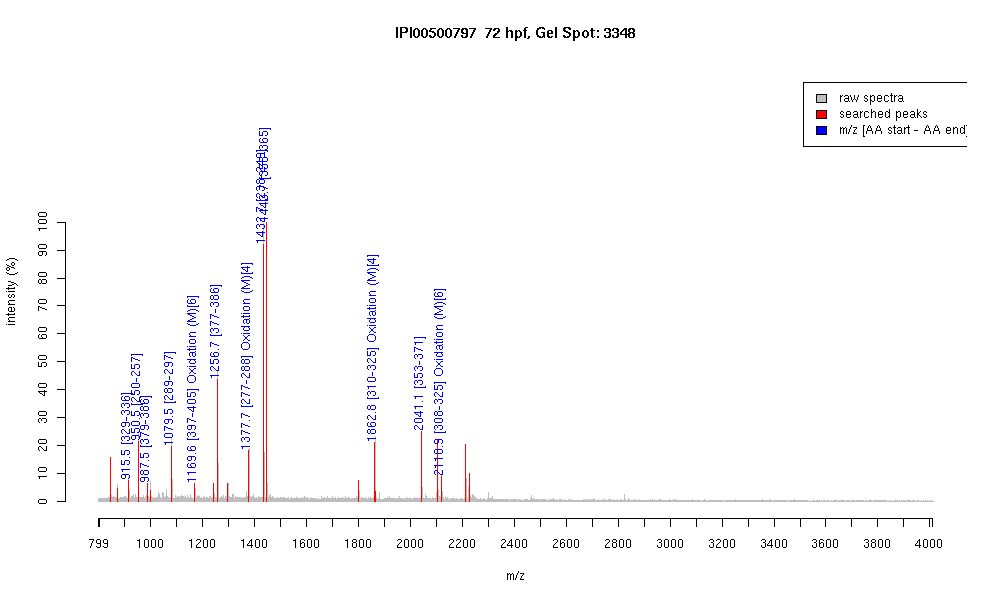 IPI00500797 72 hpf, Gel Spot: 3348
raw spectra
searched peaks
m/z [AA start - AA end]
intensity (%)
100
90
80
70
60
50
40
30
20
10
0
915.5 [329-336]
950.5 [250-257]
987.5 [379-386]
1079.5 [289-297]
1169.6 [397-405] Oxidation (M)[6]
1256.7 [377-386]
1377.7 [277-288] Oxidation (M)[4]
1862.8 [310-325] Oxidation (M)[4]
2041.1 [353-371]
2118.9 [308-325] Oxidation (M)[6]
799 1000 1200 1400 1600 1800 2000 2200 2400 2600 2800 3000 3200 3400 3600 3800 4000
m/z